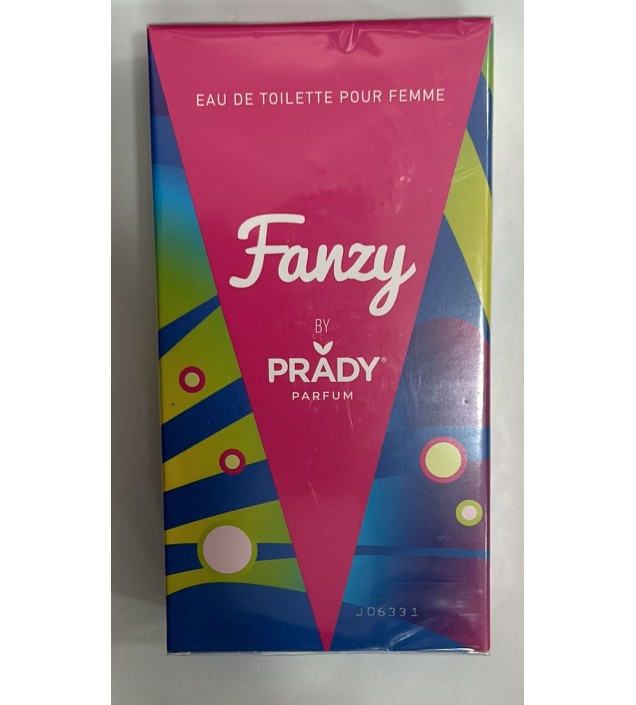 EAU DE TOILETTE POUR FEMME
Fanzy
BY
PRADY®
PARFUM
J06331